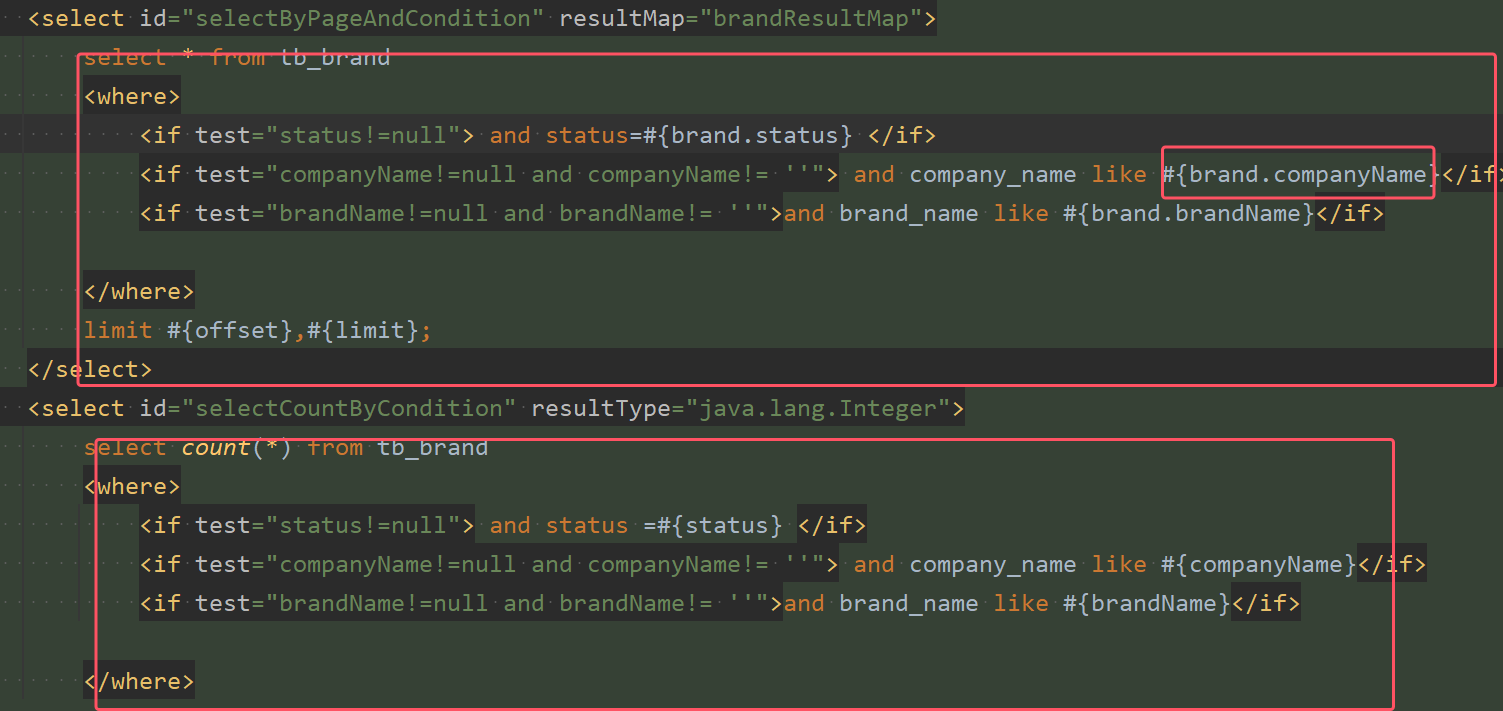 <select id="selectByPageAndCondition" resultMap="brandResultMap">
select * from tb_brand
<where>
<if test="status!=null"> and status=#{brand.status} </if>
<if test="companyName!=null and companyName!= ''"> and company_name like #{brand.companyName}</if>
<if test="brandName!=null and brandName!= ''">and brand_name like #{brand.brandName}</if>
</where>
limit #{offset},#{limit};
</select>
<select id="selectCountByCondition" resultType="java.lang.Integer">
select count(*) from tb_brand
<where>
<if test="status!=null"> and status =#{status} </if>
<if test="companyName!=null and companyName!= ''"> and company_name like #{companyName}</if>
<if test="brandName!=null and brandName!= ''">and brand_name like #{brandName}</if>
</where>